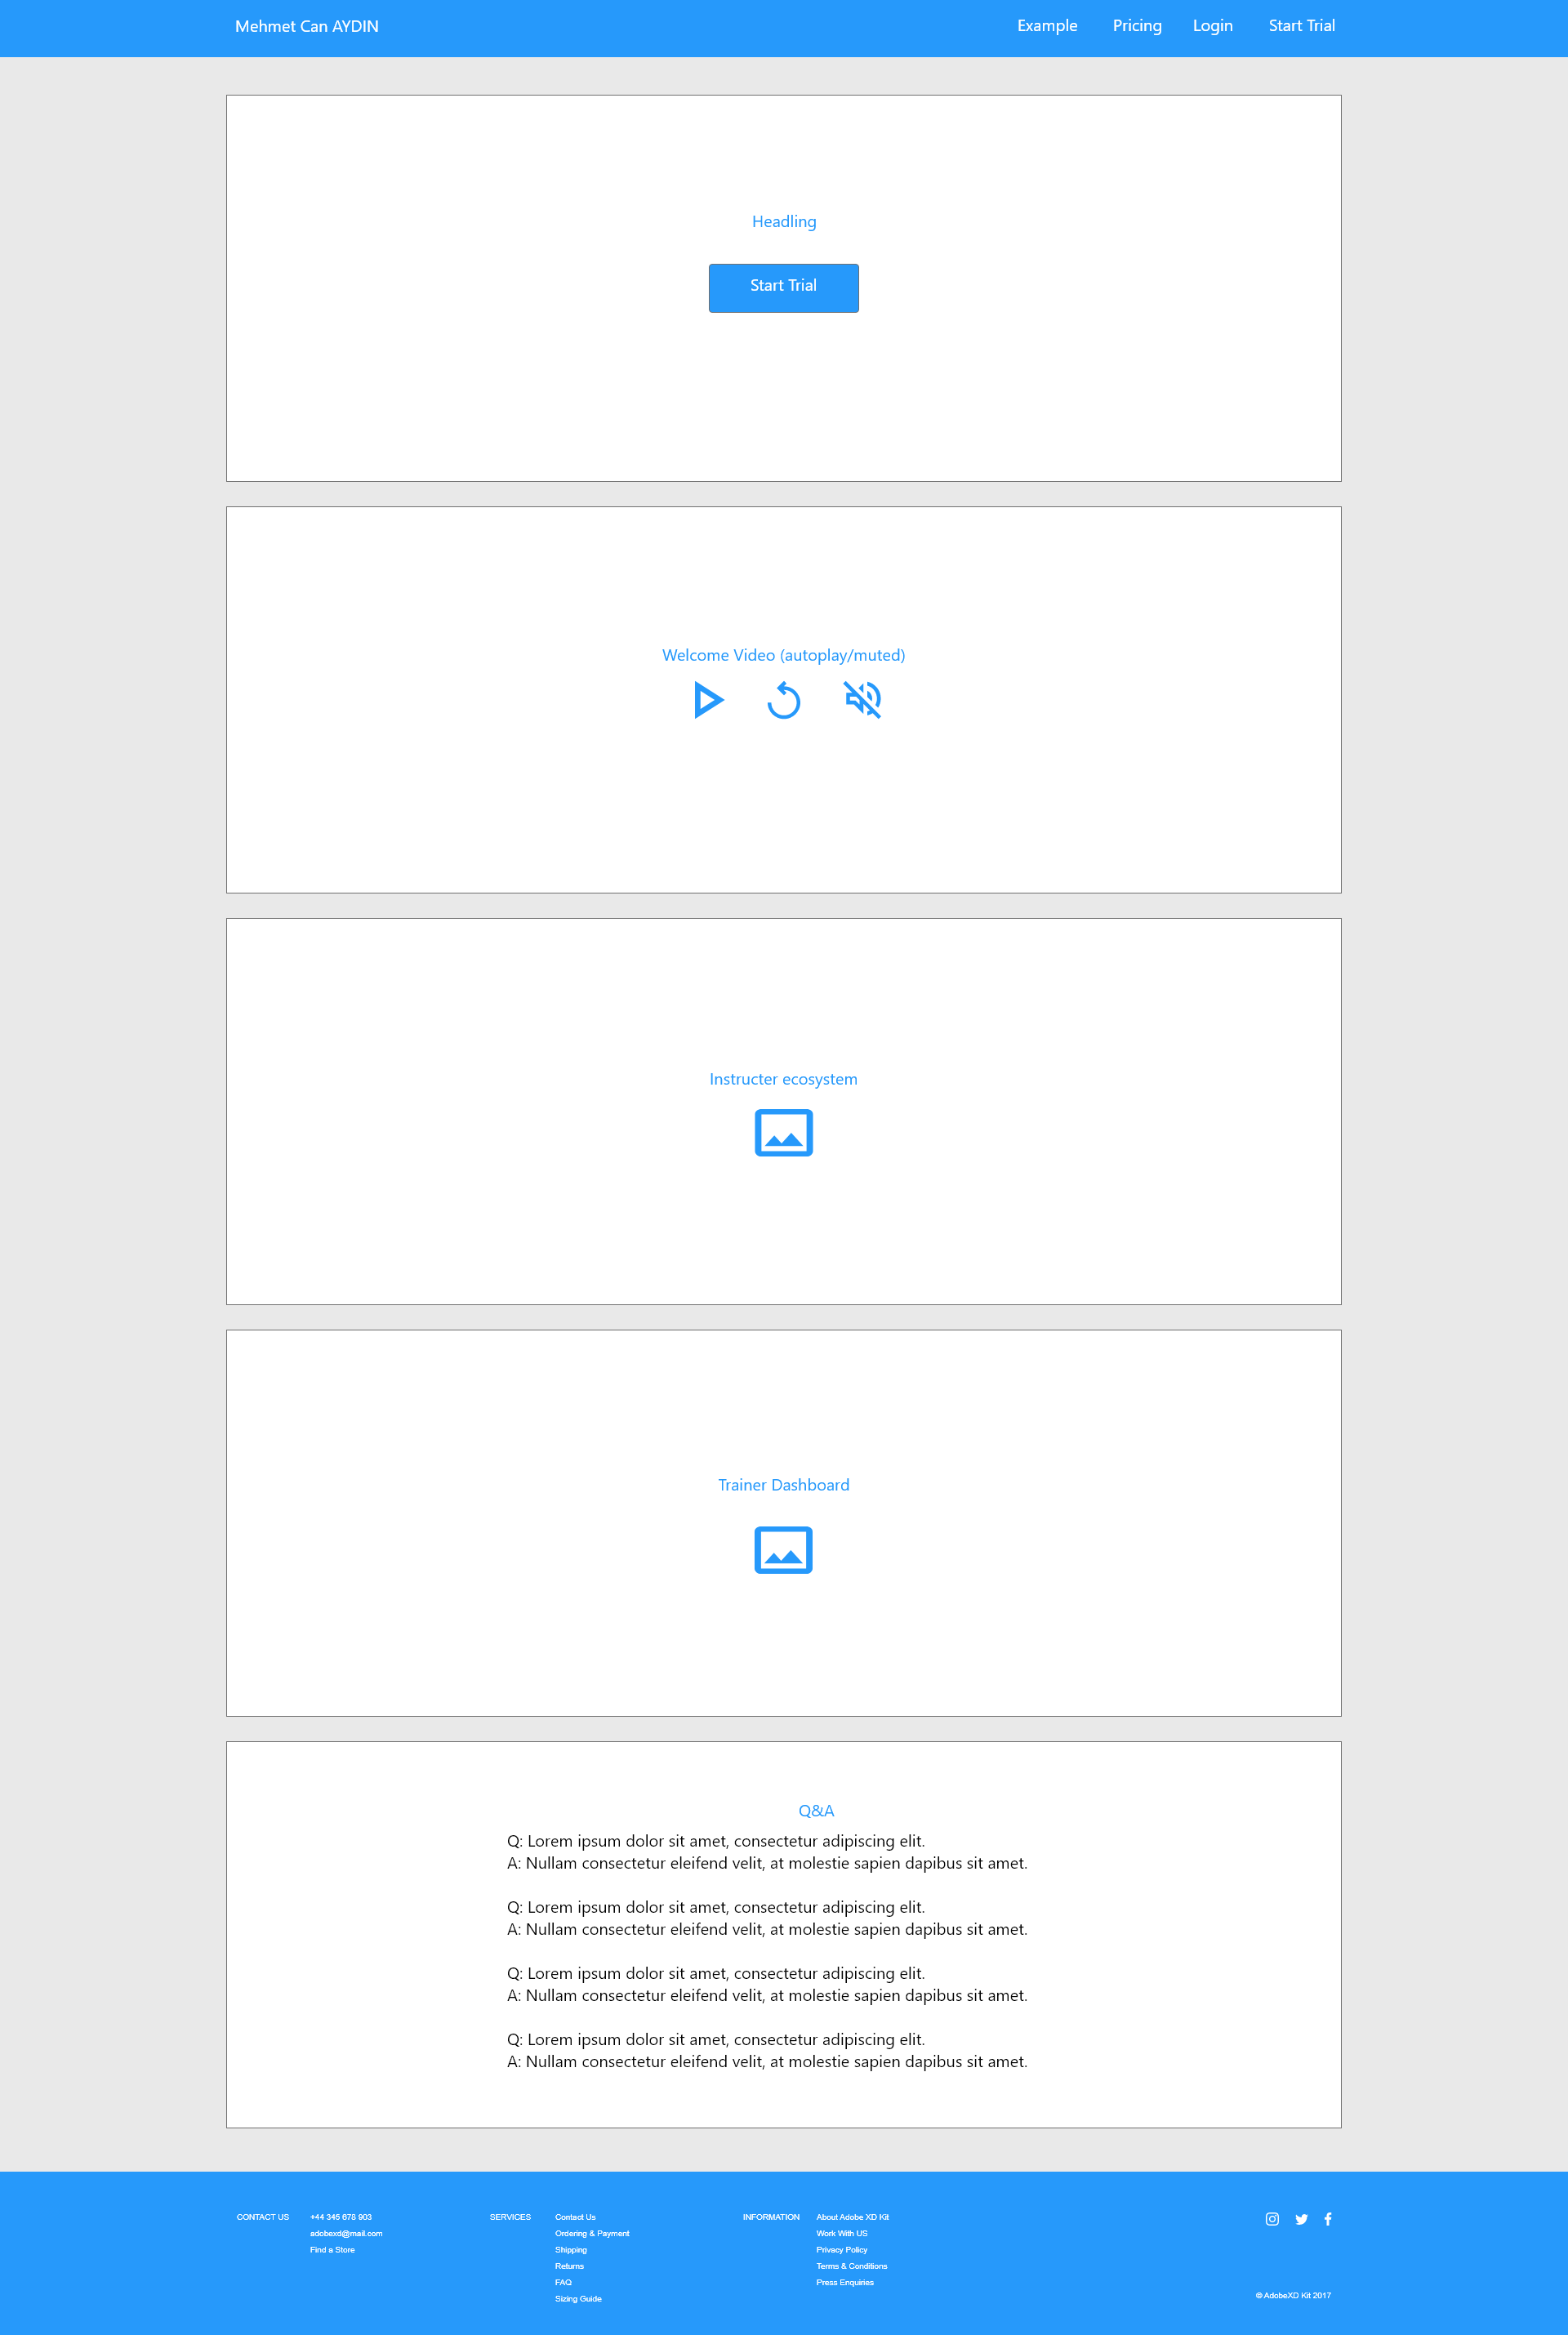 Mehmet Can AYDIN
Example Pricing Login Start Trial
Headling
Start Trial
Welcome Video (autoplay/muted)
Instructer ecosystem
Trainer Dashboard
Q&A
Q: Lorem ipsum dolor sit amet, consectetur adipiscing elit.
A: Nullam consectetur eleifend velit, at molestie sapien dapibus sit amet.
Q: Lorem ipsum dolor sit amet, consectetur adipiscing elit.
A: Nullam consectetur eleifend velit, at molestie sapien dapibus sit amet.
Q: Lorem ipsum dolor sit amet, consectetur adipiscing elit.
A: Nullam consectetur eleifend velit, at molestie sapien dapibus sit amet.
Q: Lorem ipsum dolor sit amet, consectetur adipiscing elit.
A: Nullam consectetur eleifend velit, at molestie sapien dapibus sit amet.
CONTACT US
+44 345 678 903
adobexd@mail.com
Find a Store
SERVICES
Contact Us
Ordering & Payment
Shipping
Returns
FAQ
Sizing Guide
INFORMATION
About Adobe XD Kit
Work With US
Privacy Policy
Terms & Conditions
Press Enquiries
© AdobeXD Kit 2017